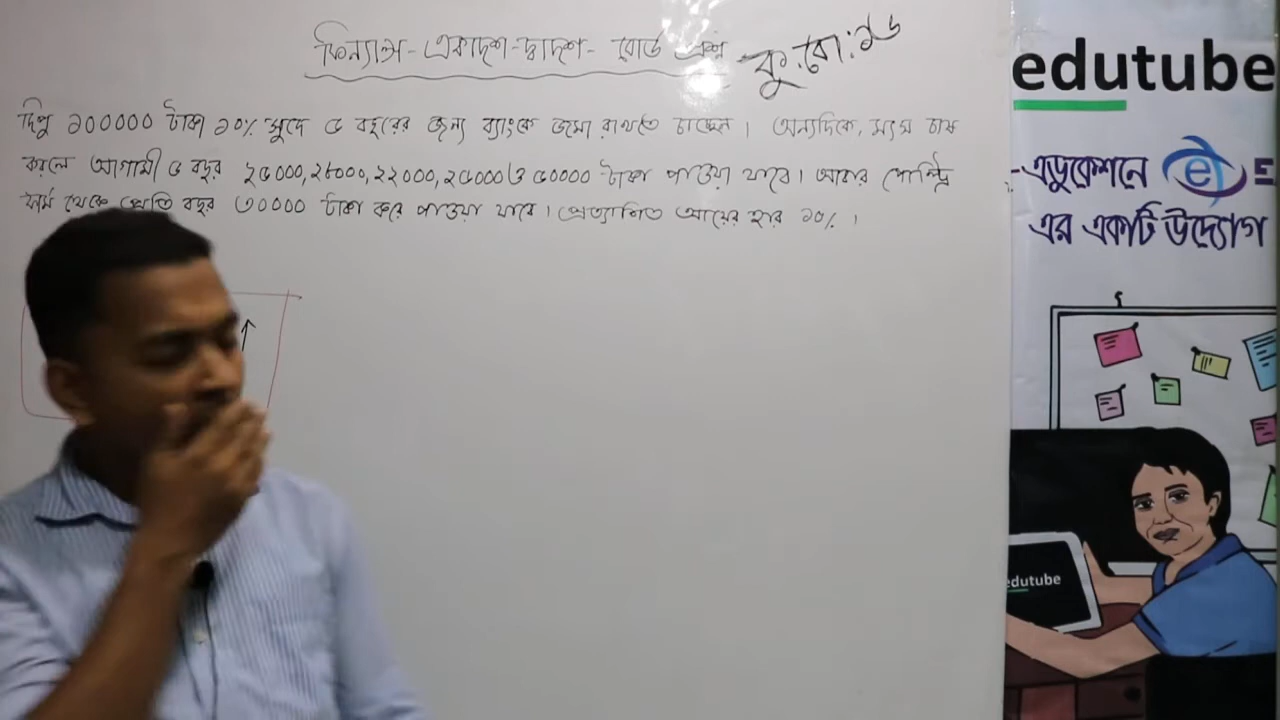 ফিন্যান্স-একাদশ-দ্বাদশ- বোর্ড প্রশ্ন কু.বো:১৬
দিপু ১০০০০০ টাকা ১০% সুদে ৫ বছরের জন্য ব্যাংকে জমা রাখতে চাচ্ছেন। অন্যদিকে, মৎস চাষ
করলে আগামী ৫ বছর ২৫০০০, ২৮০০০, ২২০০০, ২৫০০০ ও ৫০০০০ টাকা পাওয়া যাবে। আবার পোল্ট্রি
ফার্ম থেকে প্রতি বছর ৩০০০০ টাকা করে পাওয়া যাবে। প্রত্যাশিত আয়ের হার ১০%।
edutube
-এডুকেশনে e E
এর একটি উদ্যোগ
edutube